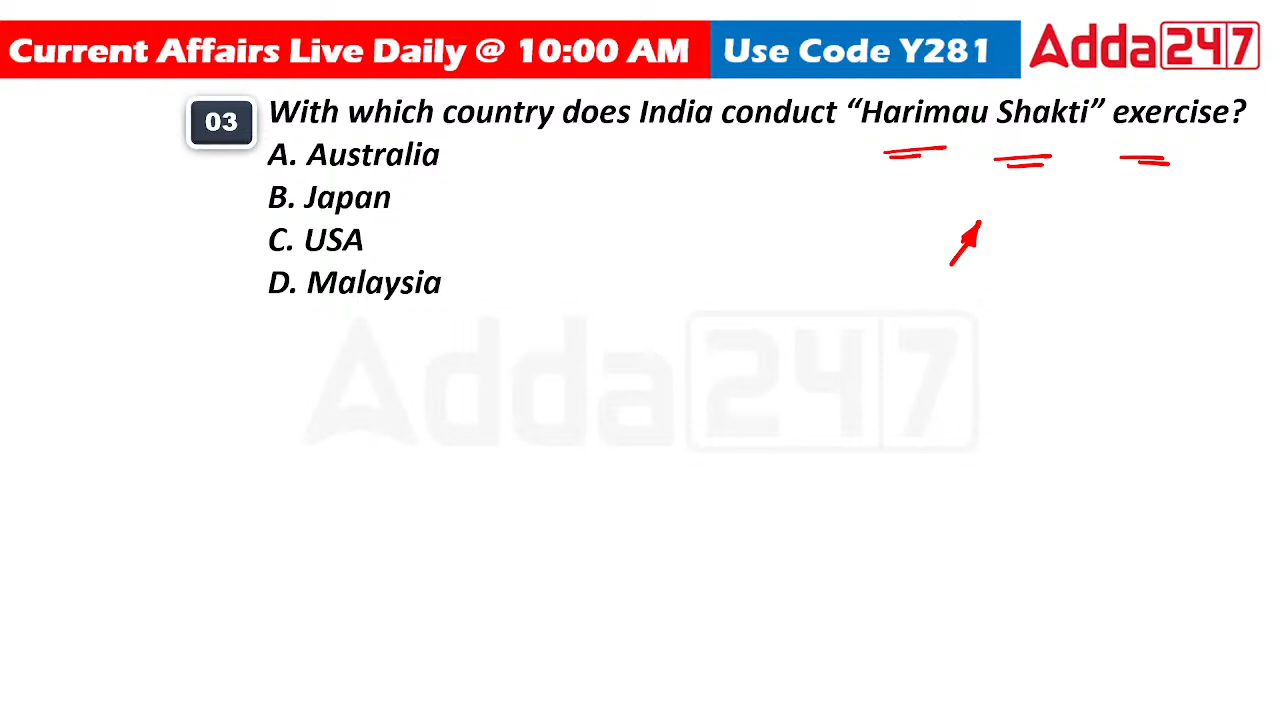 Current Affairs Live Daily @ 10:00 AM
Use Code Y281
Adda247
03
With which country does India conduct “Harimau Shakti” exercise?
A. Australia
B. Japan
C. USA
D. Malaysia
Adda247